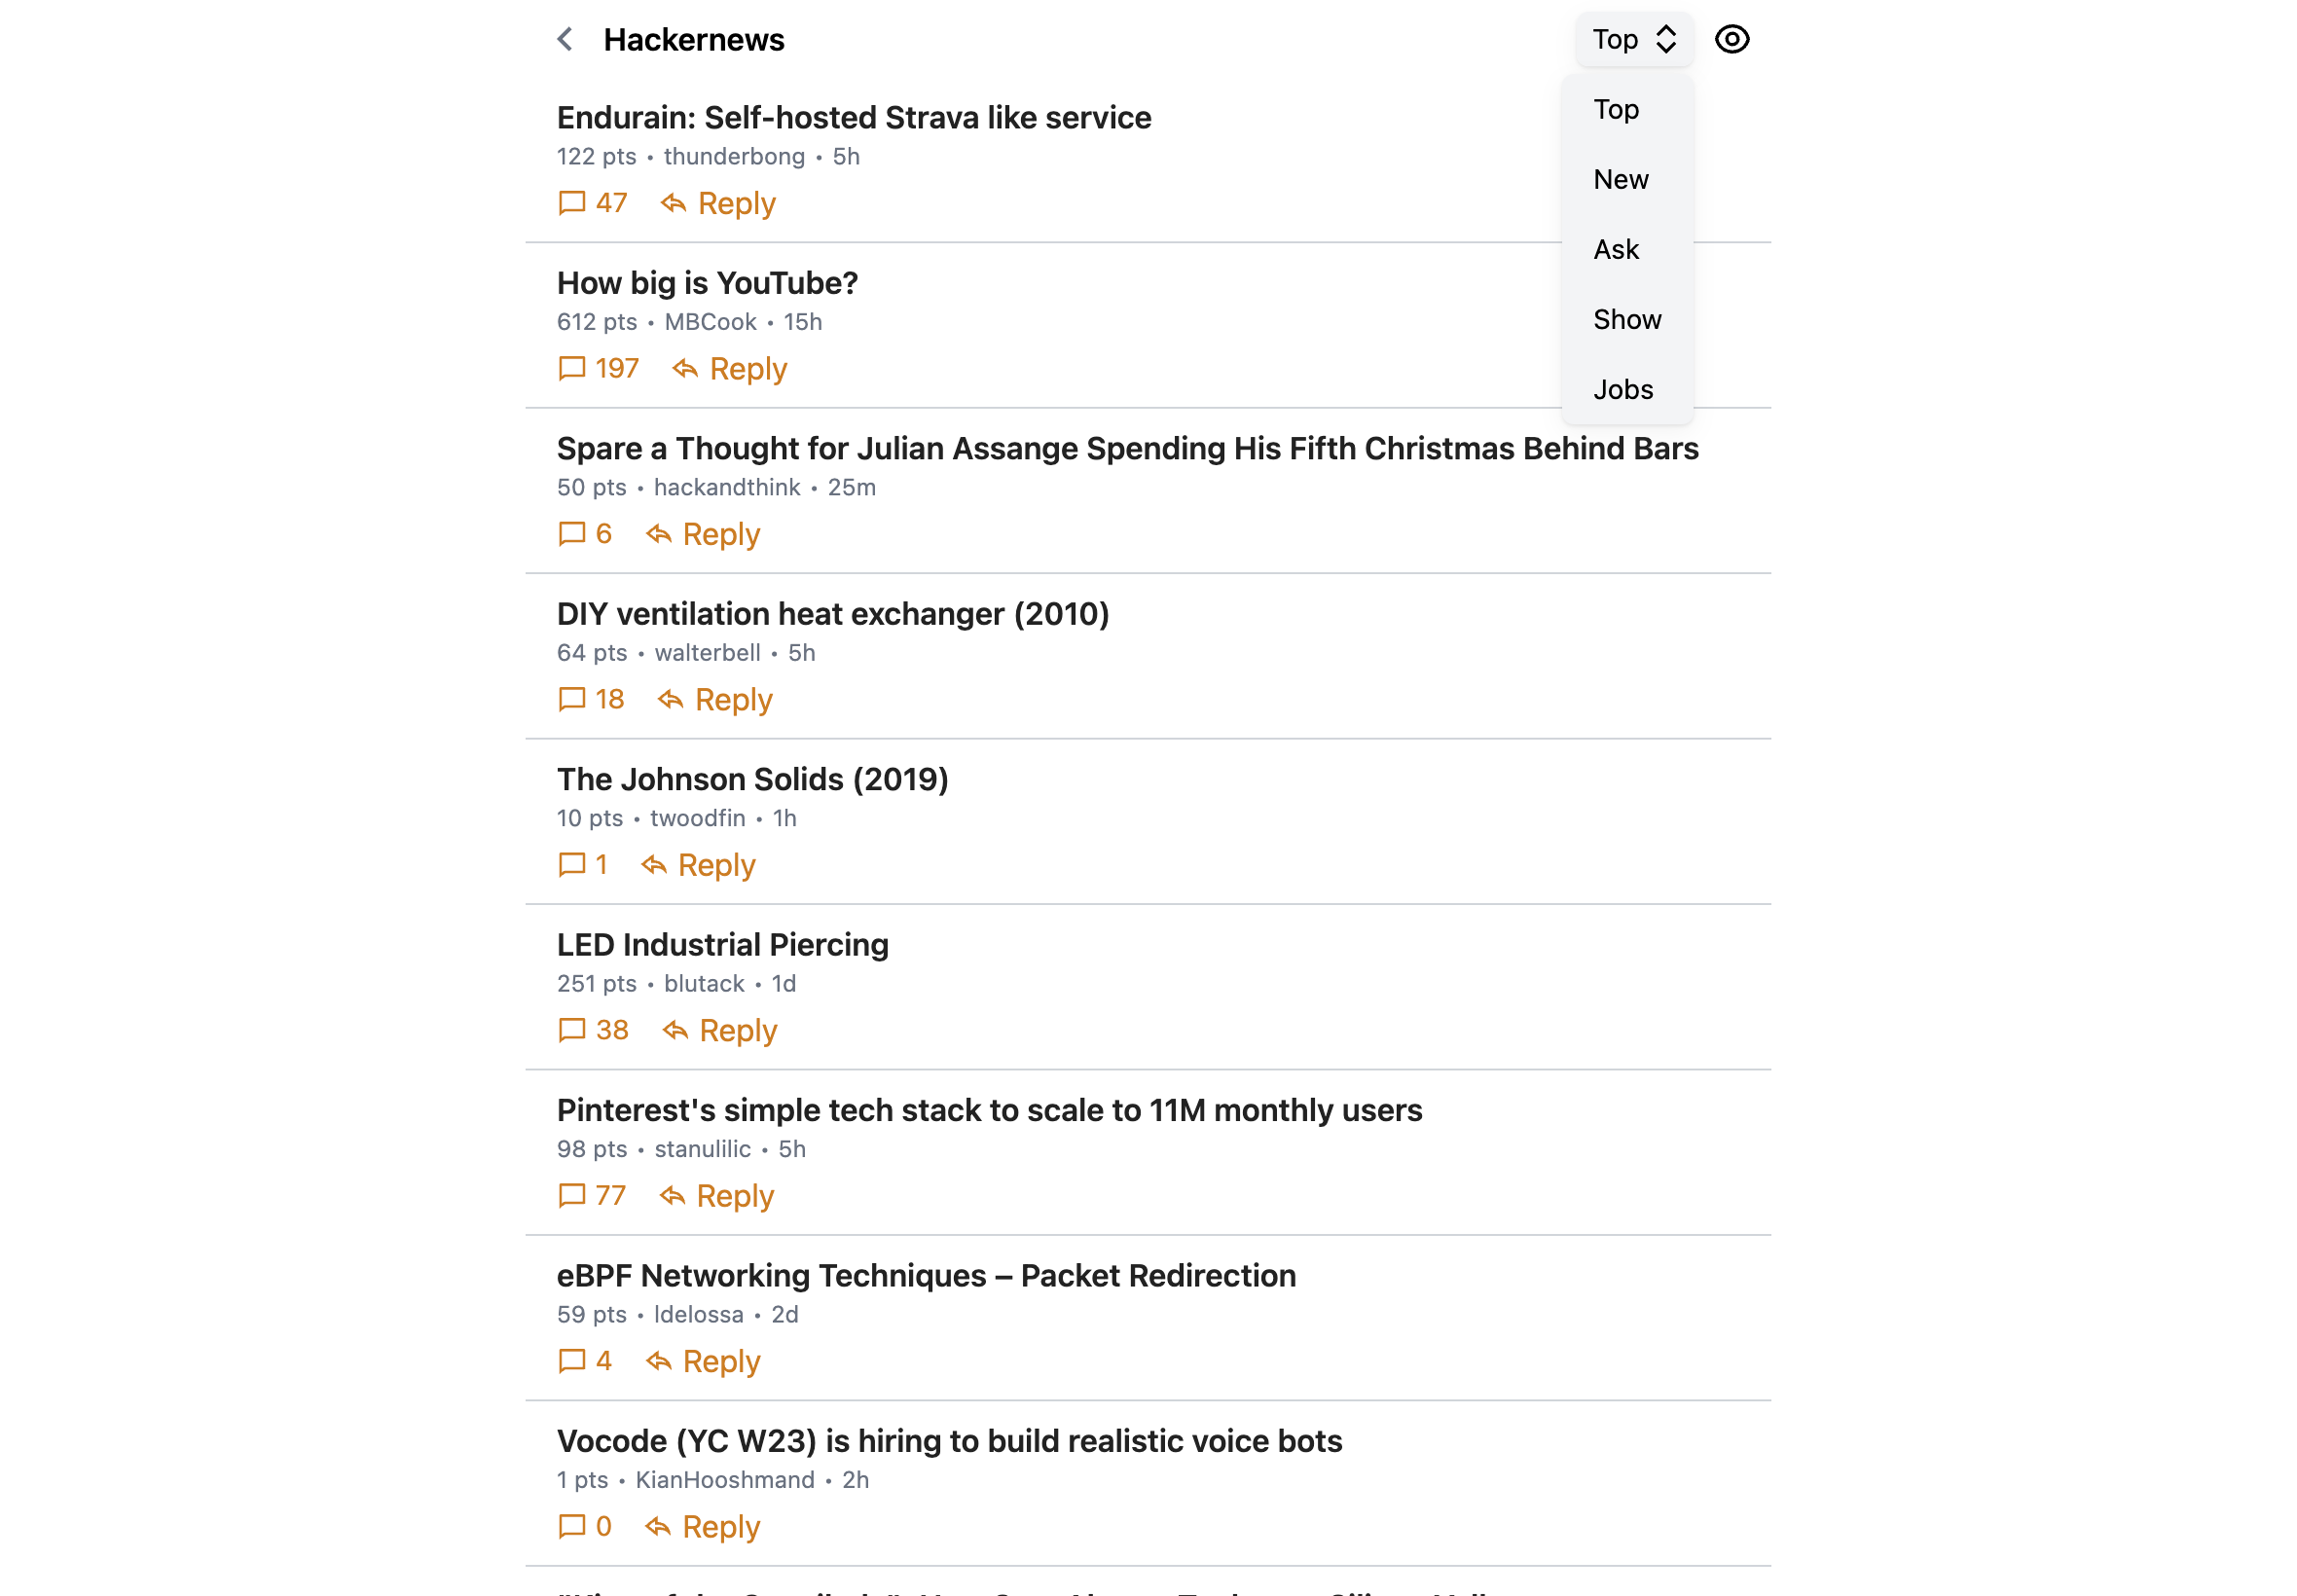 Hackernews
Top
Top
New
Ask
Show
Jobs
Endurain: Self-hosted Strava like service
122 pts • thunderbong • 5h
47 Reply
How big is YouTube?
612 pts • MBCook • 15h
197 Reply
Spare a Thought for Julian Assange Spending His Fifth Christmas Behind Bars
50 pts • hackandthink • 25m
6 Reply
DIY ventilation heat exchanger (2010)
64 pts • walterbell • 5h
18 Reply
The Johnson Solids (2019)
10 pts • twoodfin • 1h
1 Reply
LED Industrial Piercing
251 pts • blutack • 1d
38 Reply
Pinterest's simple tech stack to scale to 11M monthly users
98 pts • stanulilic • 5h
77 Reply
eBPF Networking Techniques – Packet Redirection
59 pts • ldelossa • 2d
4 Reply
Vocode (YC W23) is hiring to build realistic voice bots
1 pts • KianHooshmand • 2h
0 Reply